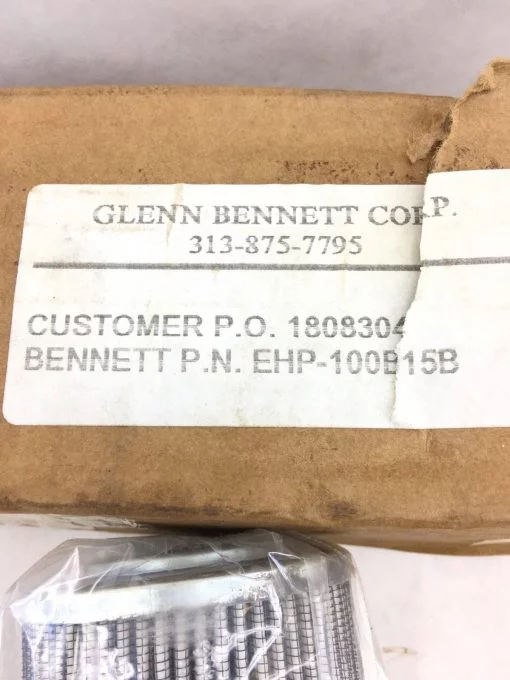 GLENN BENNETT CORP.
313-875-7795
CUSTOMER P.O. 1808304
BENNETT P.N. EHP-100B15B